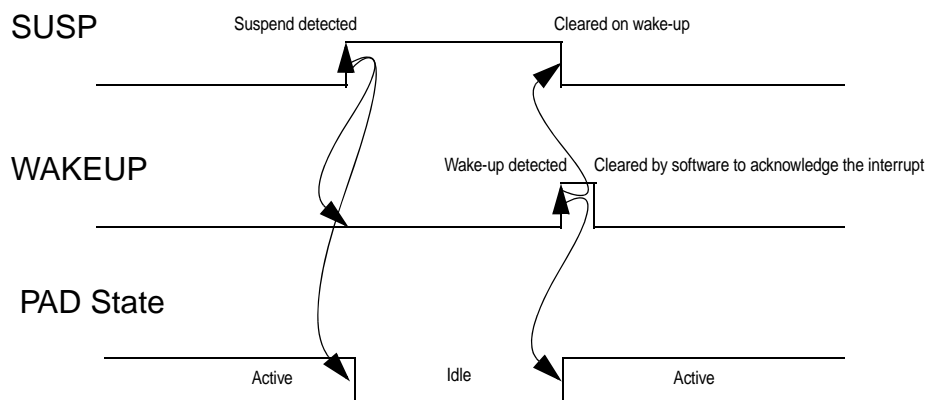 SUSP
Suspend detected
Cleared on wake-up
WAKEUP
Wake-up detected
Cleared by software to acknowledge the interrupt
PAD State
Active
Idle
Active